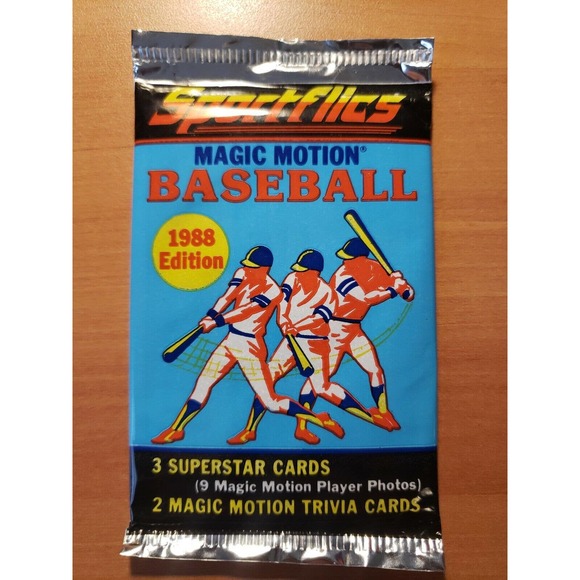 Sportflics
MAGIC MOTION®
BASEBALL
1988
Edition
3 SUPERSTAR CARDS
(9 Magic Motion Player Photos)
2 MAGIC MOTION TRIVIA CARDS